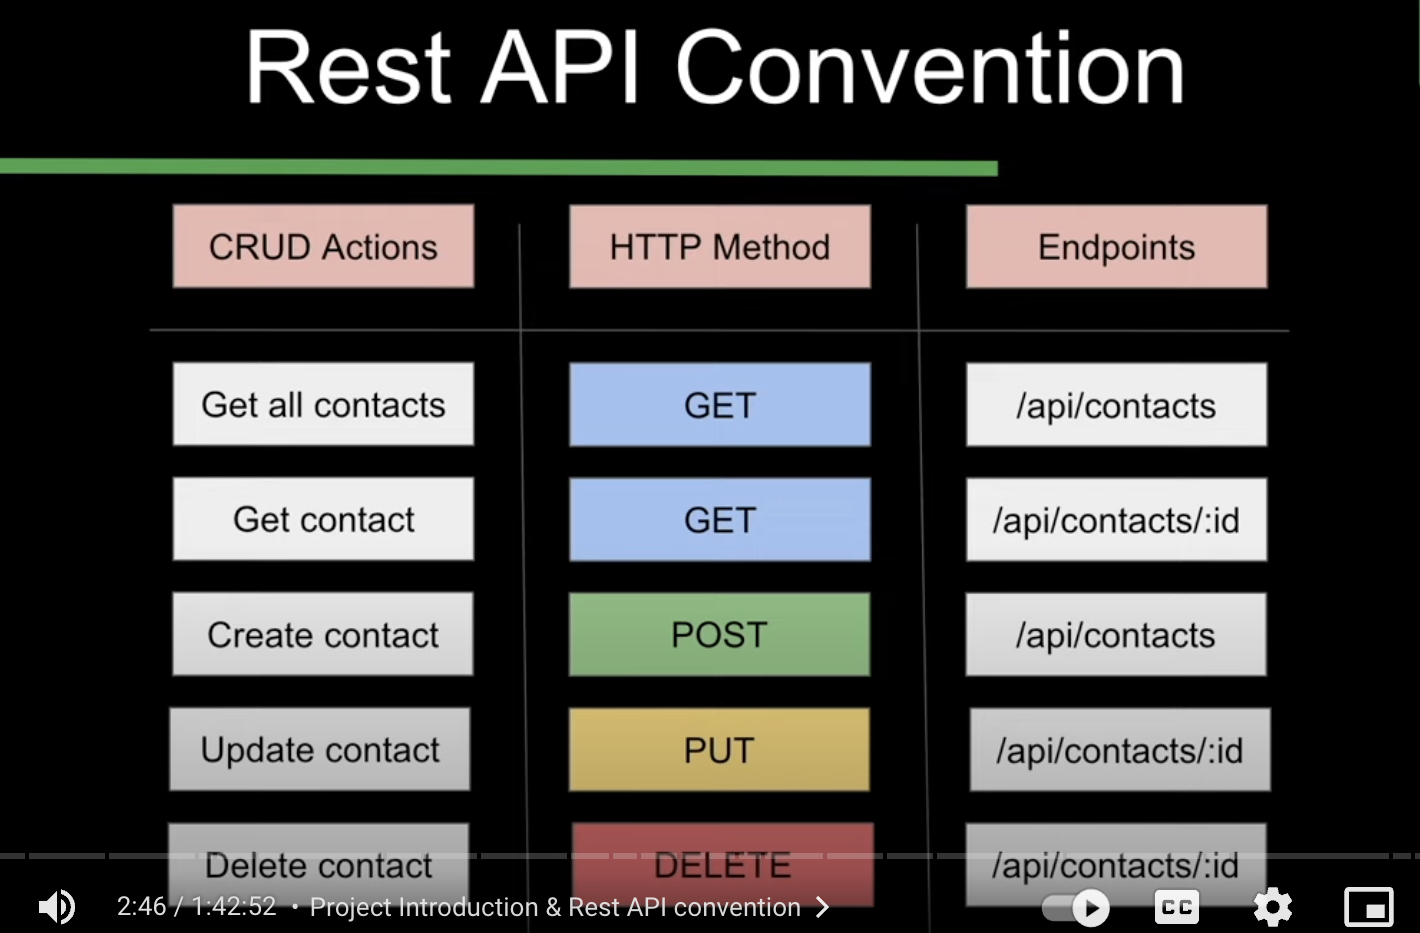 Rest API Convention
CRUD Actions HTTP Method Endpoints
Get all contacts GET /api/contacts
Get contact GET /api/contacts/:id
Create contact POST /api/contacts
Update contact PUT /api/contacts/:id
Delete contact DELETE /api/contacts/:id
2:46 / 1:42:52 • Project Introduction & Rest API convention CC